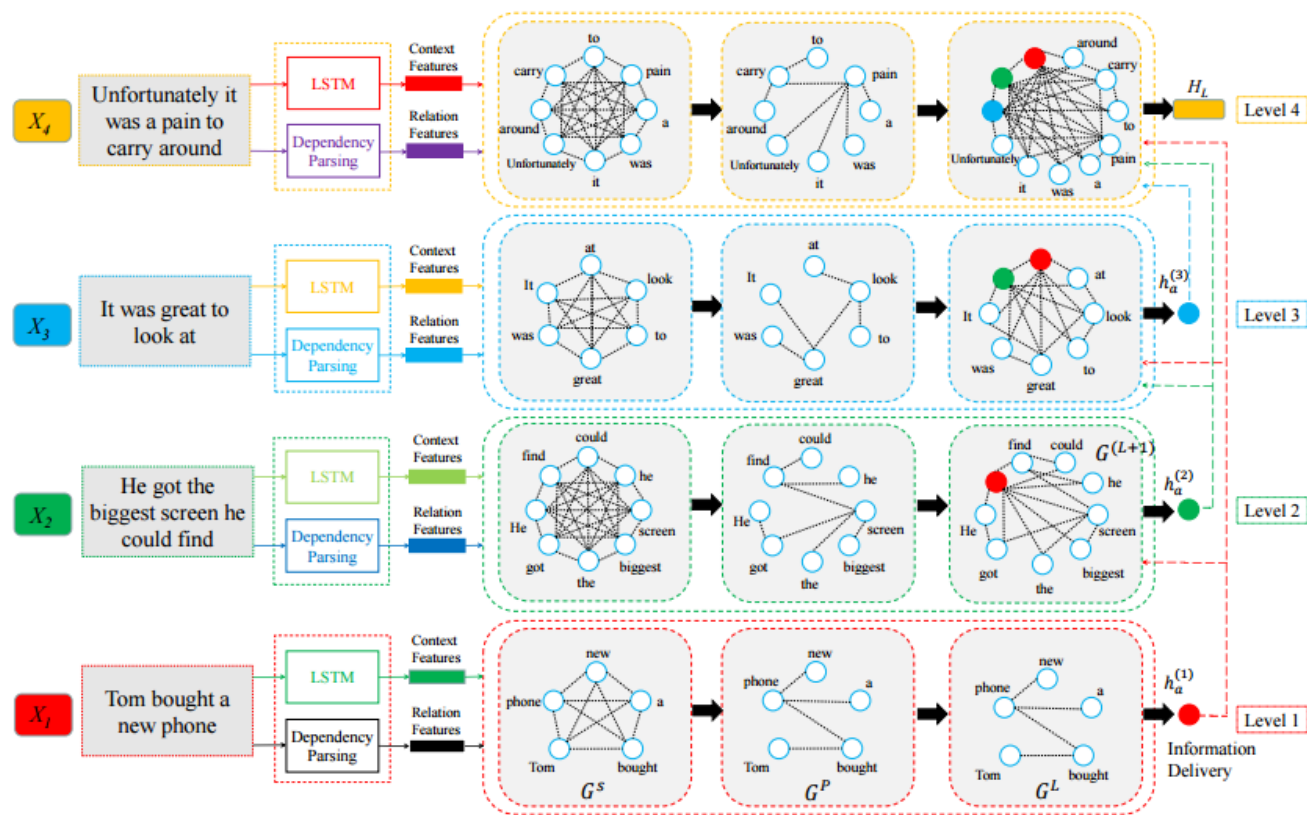 X4
Unfortunately it
was a pain to
carry around
LSTM
Dependency
Parsing
Context
Features
Relation
Features
to
carry
pain
around
a
Unfortunately
was
it
to
carry
pain
around
a
Unfortunately
was
it
around
carry
to
Unfortunately
pain
it
was
a
H_L
Level 4
X3
It was great to
look at
LSTM
Dependency
Parsing
Context
Features
Relation
Features
at
It
look
was
to
great
at
It
look
was
to
great
at
It
look
was
to
great
h_a^(3)
Level 3
X2
He got the
biggest screen he
could find
LSTM
Dependency
Parsing
Context
Features
Relation
Features
could
find
he
He
screen
got
biggest
the
could
find
he
He
screen
got
biggest
the
find
could
G^(L+1)
he
screen
He
got
biggest
the
h_a^(2)
Level 2
X1
Tom bought a
new phone
LSTM
Dependency
Parsing
Context
Features
Relation
Features
new
phone
a
Tom
bought
G^S
new
phone
a
Tom
bought
G^P
new
phone
a
Tom
bought
G^L
h_a^(1)
Level 1
Information
Delivery